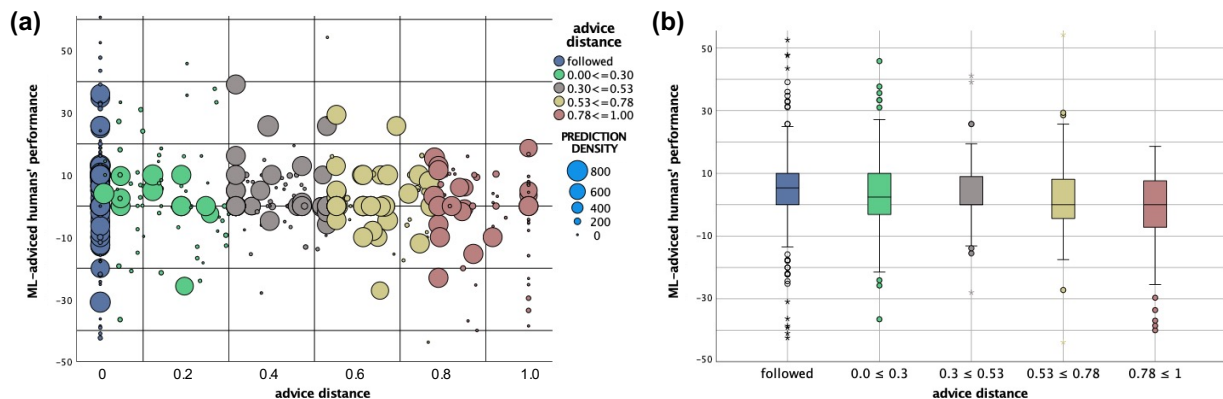 (a)
ML-adviced humans' performance
50
30
10
-10
-30
-50
0
0.2
0.4
0.6
0.8
1.0
advice distance
advice
distance
followed
0.00<=0.30
0.30<=0.53
0.53<=0.78
0.78<=1.00
PREDICTION
DENSITY
800
600
400
200
0
(b)
ML-adviced humans' performance
50
30
10
-10
-30
-50
followed
0.0 ≤ 0.3
0.3 ≤ 0.53
0.53 ≤ 0.78
0.78 ≤ 1
advice distance